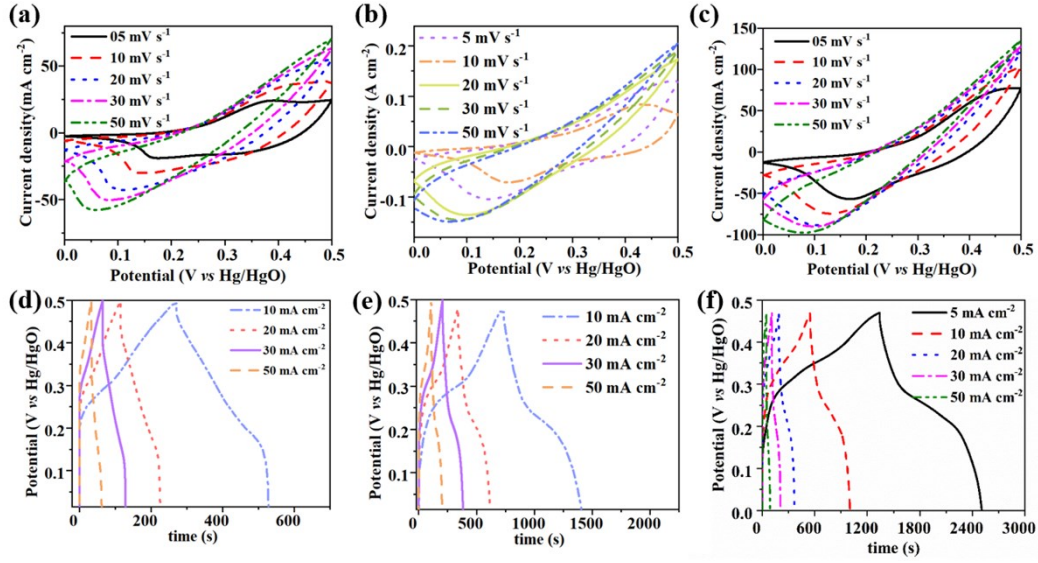 (a)
05 mV s⁻¹
10 mV s⁻¹
20 mV s⁻¹
30 mV s⁻¹
50 mV s⁻¹
50
0
-50
0.0 0.1 0.2 0.3 0.4 0.5
Current density(mA cm⁻²)
Potential (V vs Hg/HgO)
(b)
5 mV s⁻¹
10 mV s⁻¹
20 mV s⁻¹
30 mV s⁻¹
50 mV s⁻¹
0.2
0.1
0.0
-0.1
0.0 0.1 0.2 0.3 0.4 0.5
Current density (A cm⁻²)
Potential (V vs Hg/HgO)
(c)
05 mV s⁻¹
10 mV s⁻¹
20 mV s⁻¹
30 mV s⁻¹
50 mV s⁻¹
150
125
100
75
50
25
0
-50
-100
0.0 0.1 0.2 0.3 0.4 0.5
Current density(mA cm⁻²)
Potential (V vs Hg/HgO)
(d)
10 mA cm⁻²
20 mA cm⁻²
30 mA cm⁻²
50 mA cm⁻²
0.5
0.4
0.3
0.2
0.1
0 200 400 600
Potential (V vs Hg/HgO)
time (s)
(e)
10 mA cm⁻²
20 mA cm⁻²
30 mA cm⁻²
50 mA cm⁻²
0.5
0.4
0.3
0.2
0.1
0 500 1000 1500 2000
Potential (V vs Hg/HgO)
time (s)
(f)
5 mA cm⁻²
10 mA cm⁻²
20 mA cm⁻²
30 mA cm⁻²
50 mA cm⁻²
0.5
0.4
0.3
0.2
0.1
0.0
0 600 1200 1800 2400 3000
Potential (V vs Hg/HgO)
time (s)